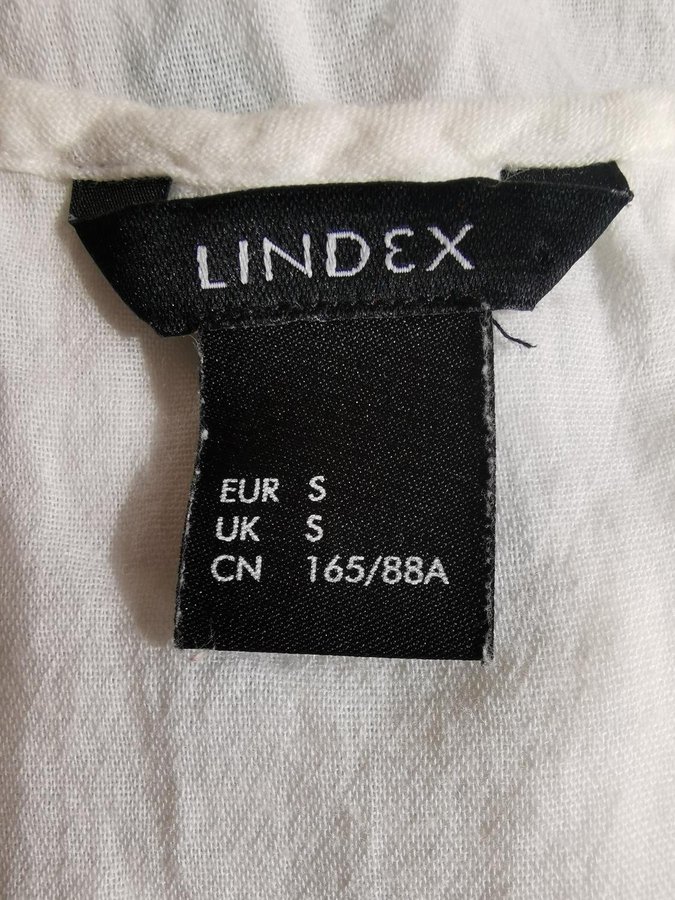 LINDEX
EUR S
UK S
CN 165/88A